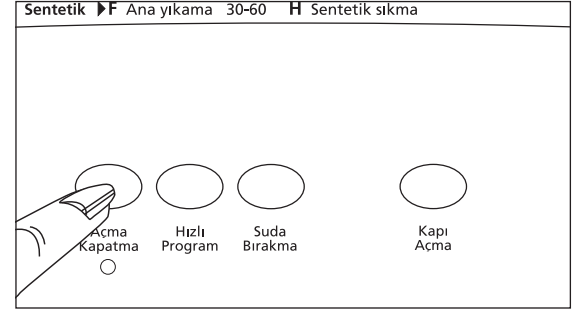 Sentetik F Ana yıkama 30-60 H Sentetik sıkma
Açma Kapatma
Hızlı Program
Suda Bırakma
Kapı Açma